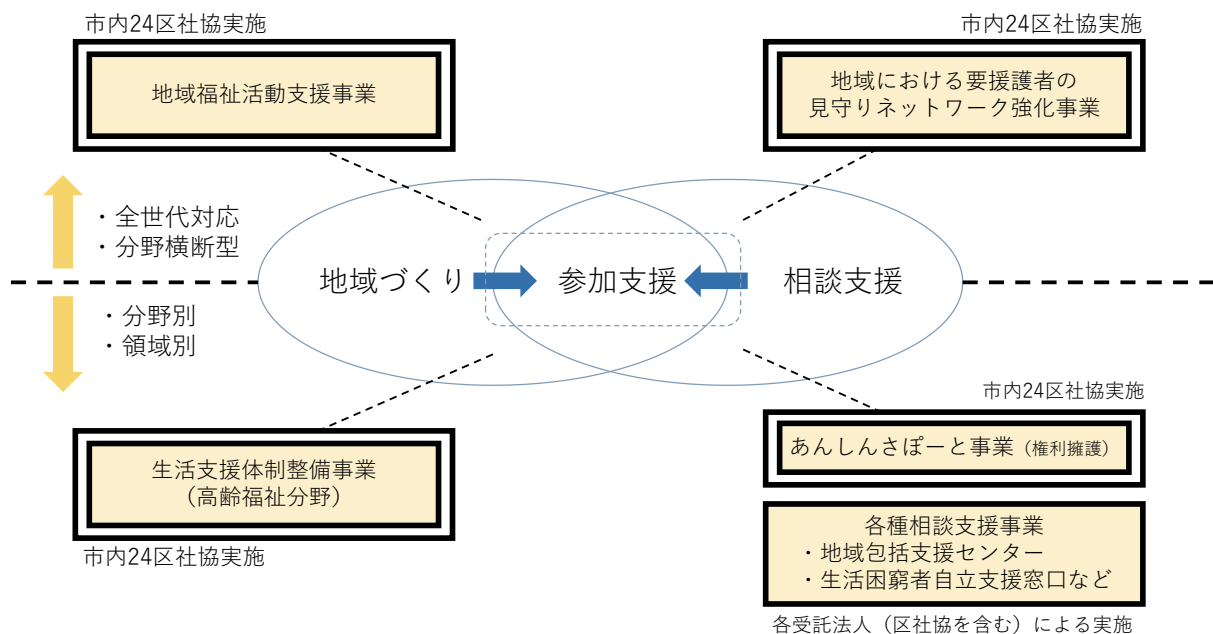 市内24区社協実施
地域福祉活動支援事業
市内24区社協実施
地域における要援護者の
見守りネットワーク強化事業
・全世代対応
・分野横断型
地域づくり
参加支援
相談支援
・分野別
・領域別
生活支援体制整備事業
(高齢福祉分野)
市内24区社協実施
市内24区社協実施
あんしんさぽーと事業(権利擁護)
各種相談支援事業
・地域包括支援センター
・生活困窮者自立支援窓口など
各受託法人(区社協を含む)による実施